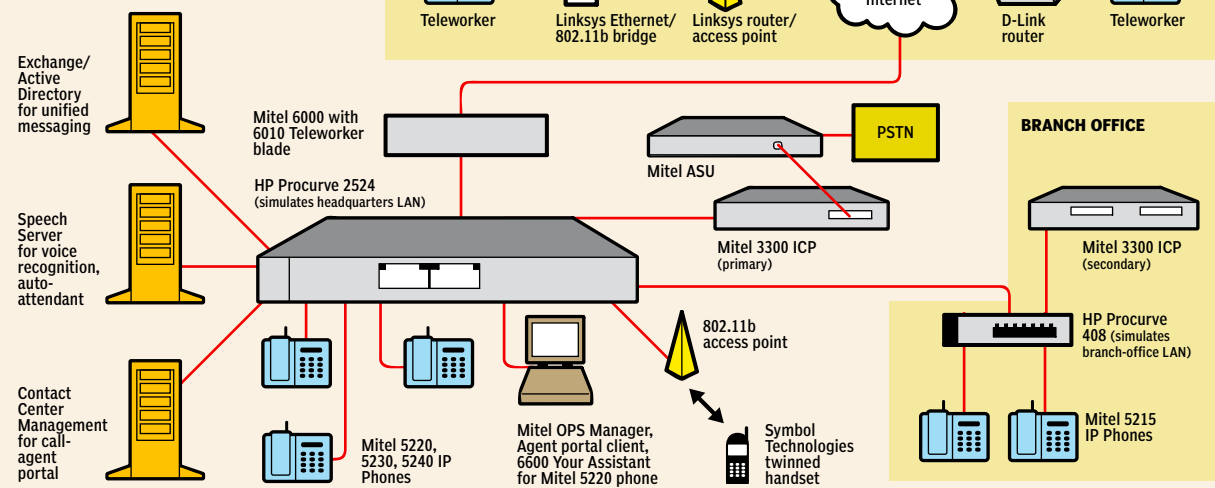 Internet
Teleworker
Linksys Ethernet/
802.11b bridge
Linksys router/
access point
D-Link
router
Teleworker
Exchange/
Active
Directory
for unified
messaging
Mitel 6000 with
6010 Teleworker
blade
PSTN
Mitel ASU
BRANCH OFFICE
HP Procurve 2524
(simulates headquarters LAN)
Speech
Server
for voice
recognition,
auto-
attendant
Mitel 3300 ICP
(primary)
Mitel 3300 ICP
(secondary)
802.11b
access point
HP Procurve
408 (simulates
branch-office LAN)
Contact
Center
Management
for call-
agent
portal
Mitel 5220,
5230, 5240 IP
Phones
Mitel OPS Manager,
Agent portal client,
6600 Your Assistant
for Mitel 5220 phone
Symbol
Technologies
twinned
handset
Mitel 5215
IP Phones